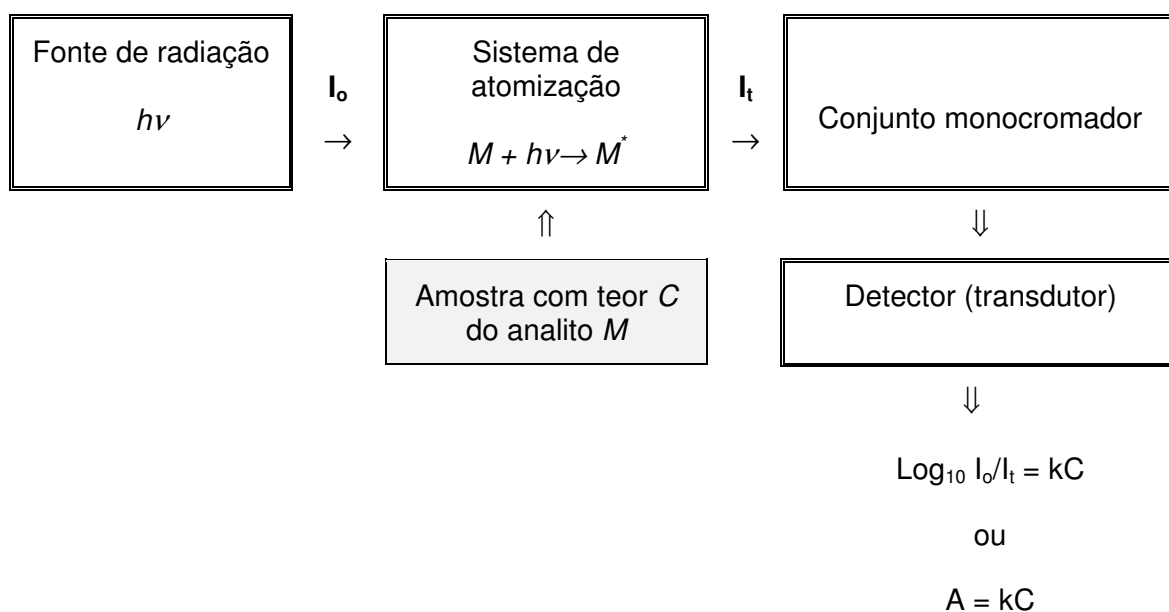 Fonte de radiação
hν
I₀
→
Sistema de
atomização
M + hν→ M*
Iₜ
→
Conjunto monocromador
⇑
⇓
Amostra com teor C
do analito M
Detector (transdutor)
⇓
Log₁₀ Iₒ/Iₜ = kC
ou
A = kC